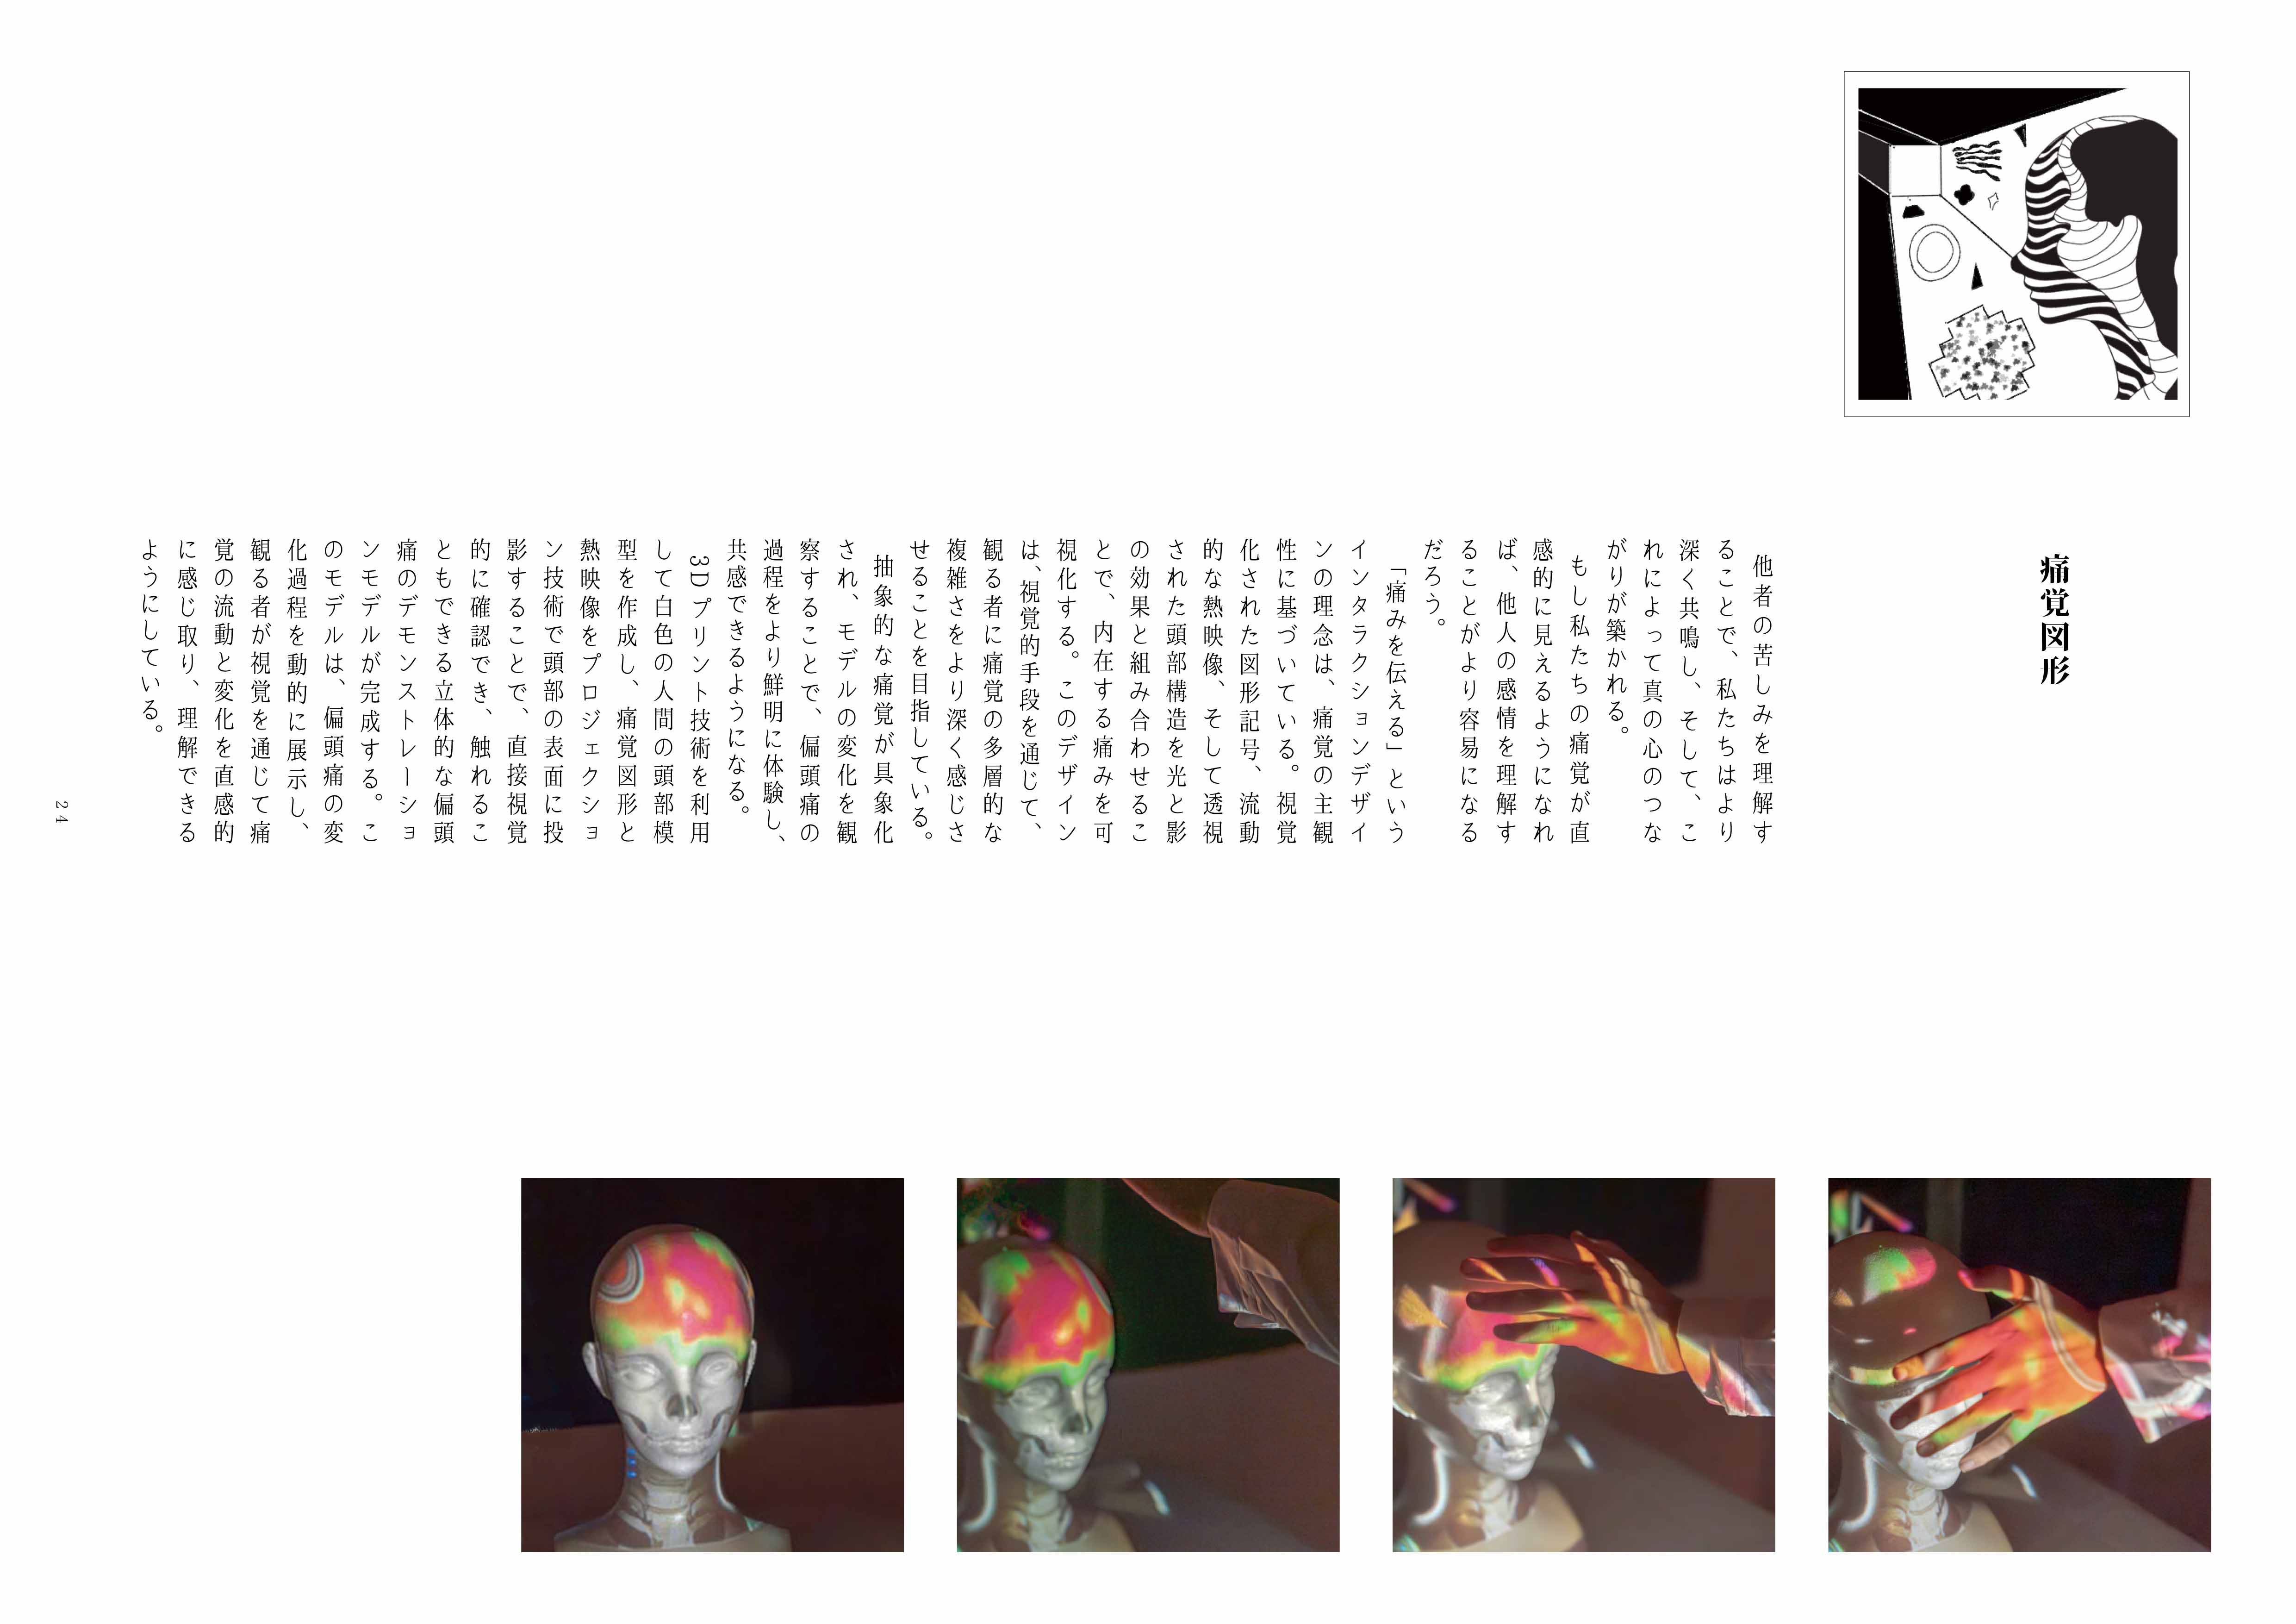 痛覚図形
他者の苦しみを理解す
ることで、私たちはより
深く共鳴し、そして、こ
れによって真の心のつな
がりが築かれる。
もし私たちの痛覚が直
感的に見えるようになれ
ば、他人の感情を理解す
ることがより容易になる
だろう。
「痛みを伝える」という
インタラクションデザイ
ンの理念は、痛覚の主観
性に基づいている。視覚
化された図形記号、流動
的な熱映像、そして透視
された頭部構造を光と影
の効果と組み合わせるこ
とで、内在する痛みを可
視化する。このデザイン
は、視覚的手段を通じて、
観る者に痛覚の多層的な
複雑さをより深く感じさ
せることを目指している。
抽象的な痛覚が具象化
され、モデルの変化を観
察することで、偏頭痛の
過程をより鮮明に体験し、
共感できるようになる。
3Dプリント技術を利用
して白色の人間の頭部模
型を作成し、痛覚図形と
熱映像をプロジェクショ
ン技術で頭部の表面に投
影することで、直接視覚
的に確認でき、触れるこ
ともできる立体的な偏頭
痛のデモンストレーショ
ンモデルが完成する。こ
のモデルは、偏頭痛の変
化過程を動的に展示し、
観る者が視覚を通じて痛
覚の流動と変化を直感的
に感じ取り、理解できる
ようにしている。
24